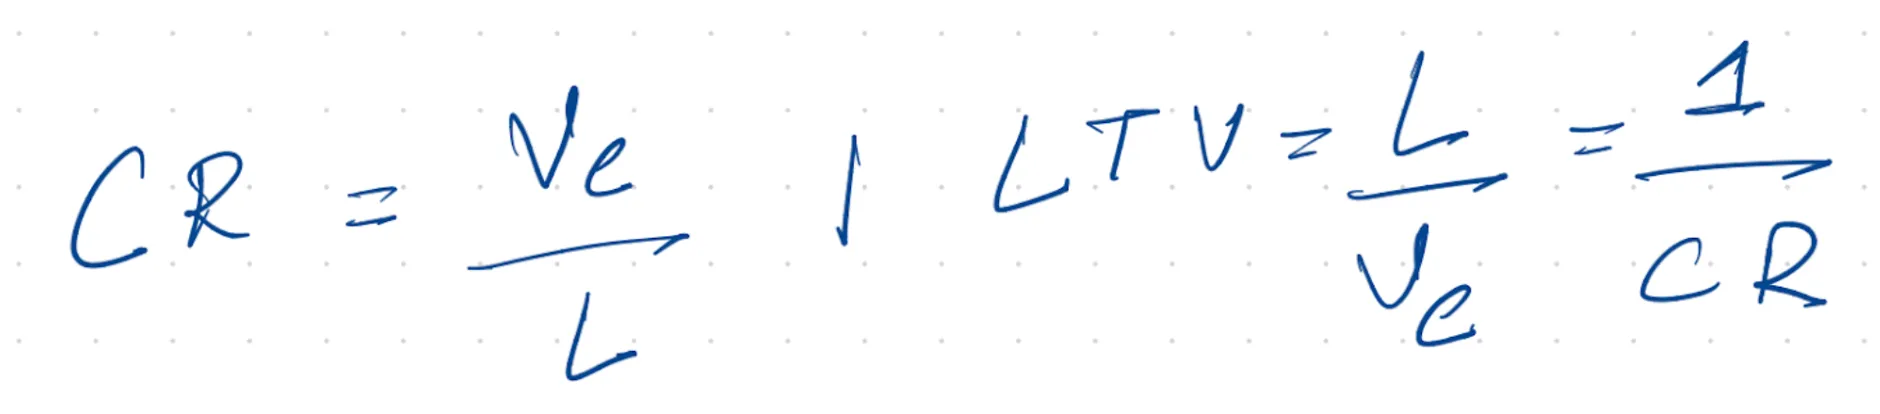 CR = Ve / L , LTV = L / Ve = 1 / CR